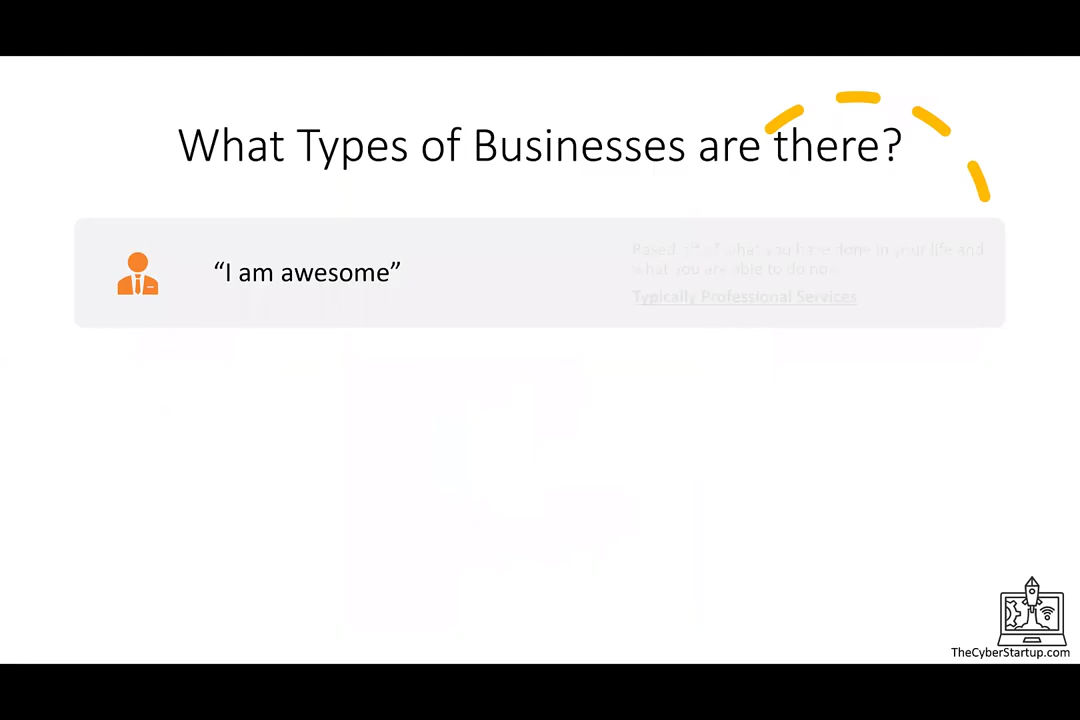 What Types of Businesses are there?
“I am awesome”
Based off of what you have done in your life and
what you are able to do now
Typically Professional Services
TheCyberStartup.com